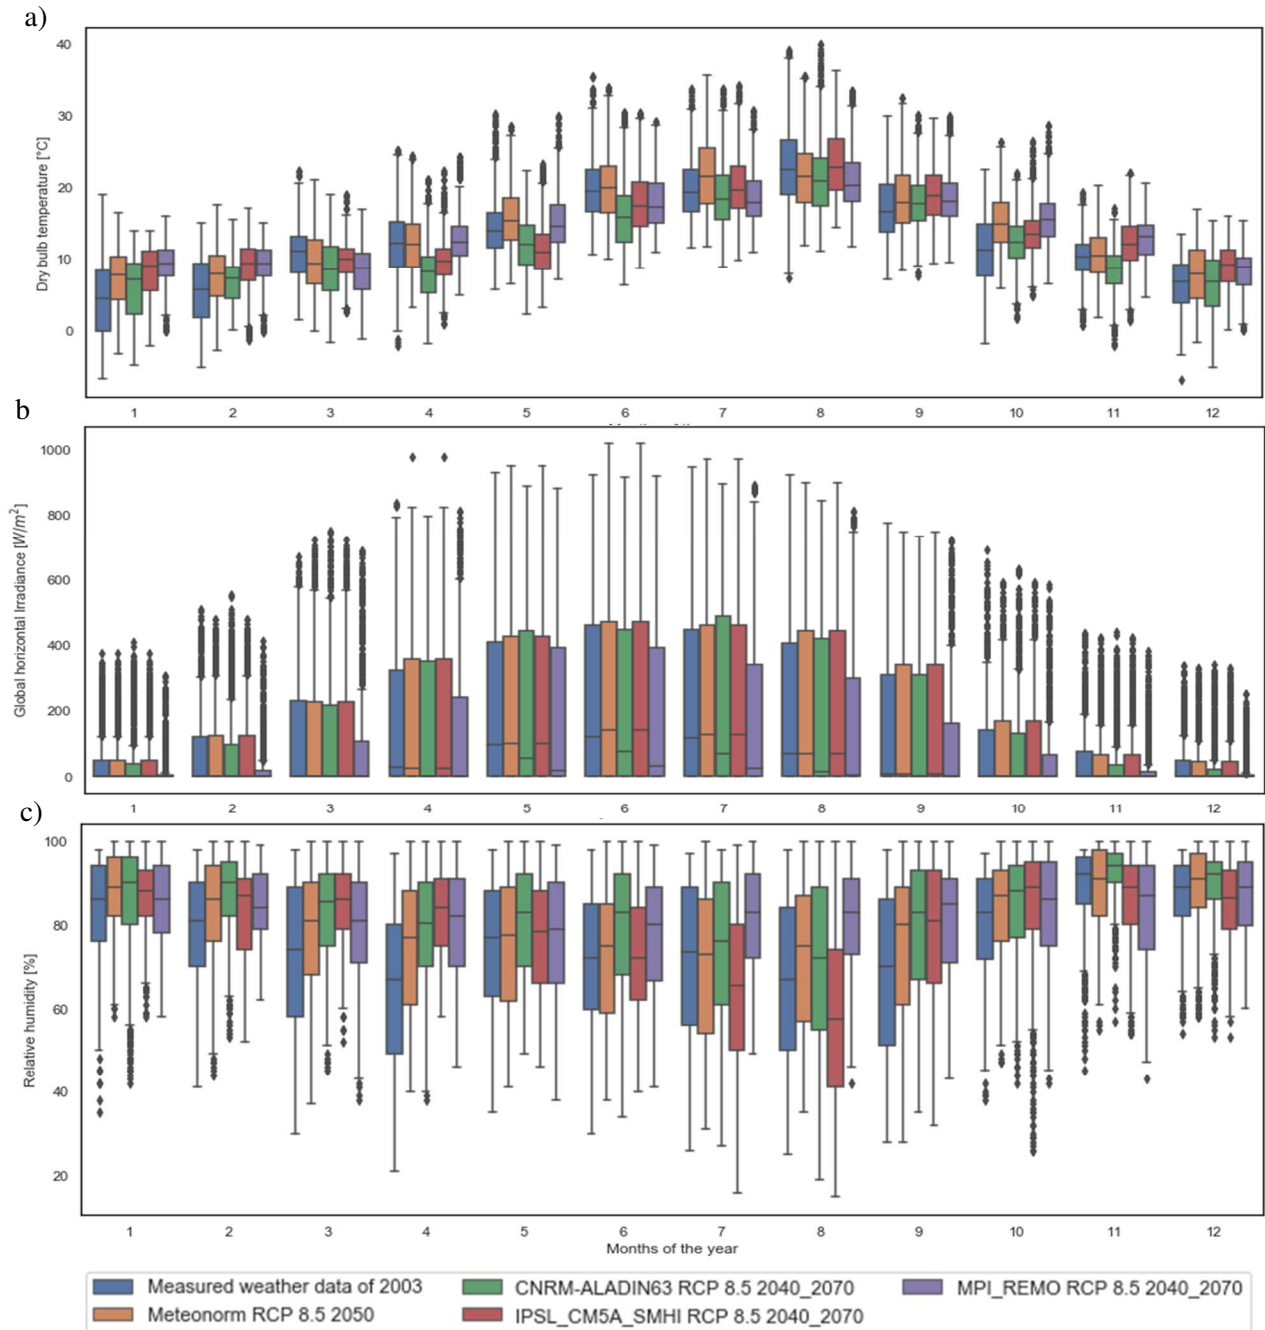 a)
40
30
20
10
0
Dry bulb temperature [°C]
1 2 3 4 5 6 7 8 9 10 11 12
b
1000
800
600
400
200
0
Global horizontal Irradiance [W/m²]
1 2 3 4 5 6 7 8 9 10 11 12
c)
100
80
60
40
20
Relative humidity [%]
1 2 3 4 5 6 7 8 9 10 11 12
Months of the year
Measured weather data of 2003 CNRM-ALADIN63 RCP 8.5 2040_2070 MPI_REMO RCP 8.5 2040_2070
Meteonorm RCP 8.5 2050 IPSL_CM5A_SMHI RCP 8.5 2040_2070